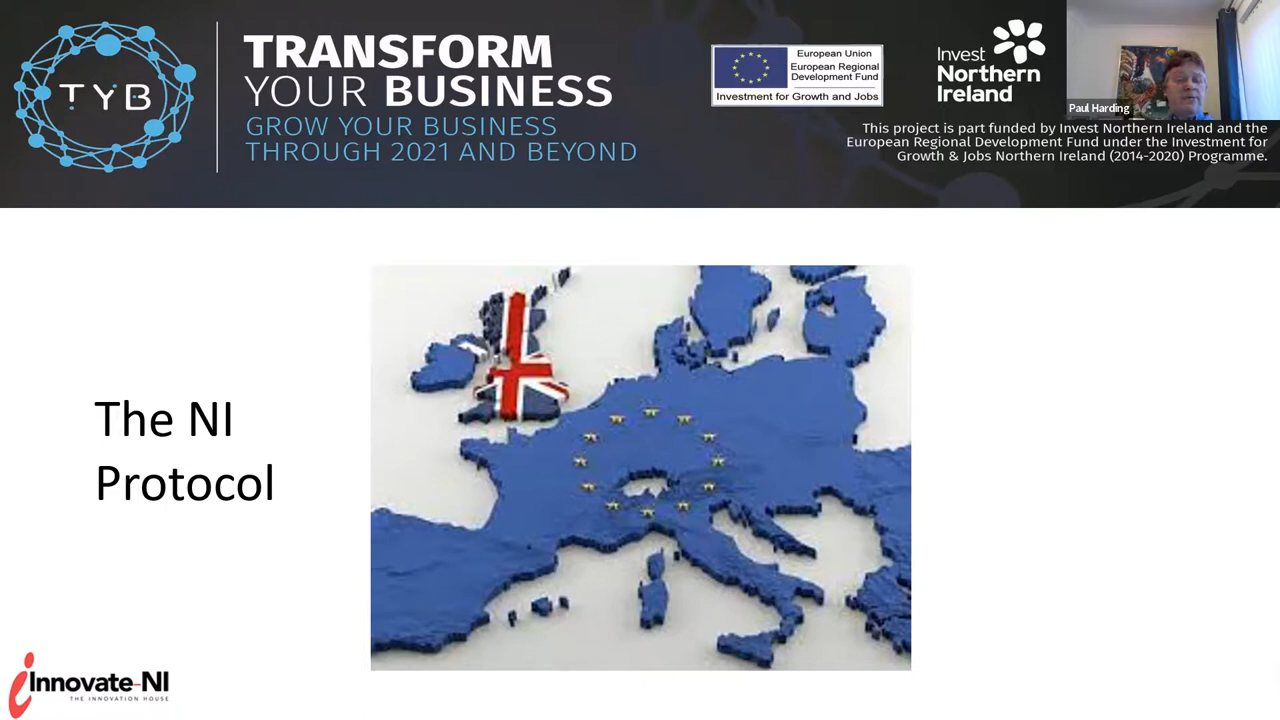 TYB
TRANSFORM
YOUR BUSINESS
GROW YOUR BUSINESS
THROUGH 2021 AND BEYOND
European Union
European Regional
Development Fund
Investment for Growth and Jobs
Invest
Northern
Ireland
Paul Harding
This project is part funded by Invest Northern Ireland and the
European Regional Development Fund under the Investment for
Growth & Jobs Northern Ireland (2014-2020) Programme.
The NI
Protocol
innovate-NI
THE INNOVATION HOUSE